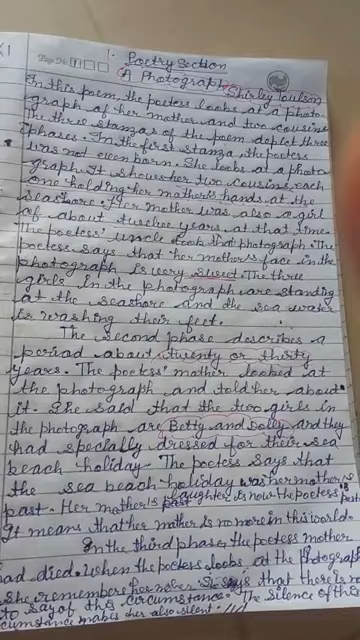 1.
Page No.
Poetry Section
A Photograph Shirley Toulson
In this poem, the poetess looks at a photo-
graph of her mother and two cousins
The three stanzas of the poem depict three
phases. In the first stanza, the poetess
was not even born. She looks at a photo-
graph. It shows her two cousins, each
one holding her mother's hands at the
seashore. Her mother was also a girl
of about twelve years, at that time.
The poetess' uncle took that photograph. The
poetess says that her mother's face in the
photograph is very sweet. The three
girls in the photograph are standing
at the seashore and the sea water
is washing their feet.
The second phase describes a
period about twenty or thirty
years. The poetess' mother looked at
the photograph and told her about
it. She said that the two girls in
the photograph are Betty and Dolly and they
had specially dressed for their sea
beach holiday. The poetess says that
the sea beach holiday was her mother's
past. Her mother's laughter is now the poetess past
It means that her mother is no more in this world.
In the third phase, the poetess mother
had died. When the poetess looks at the photograph
she remembers her mother says that there is no
to say of this circumstance. The silence of the
cumstance makes her also silent.